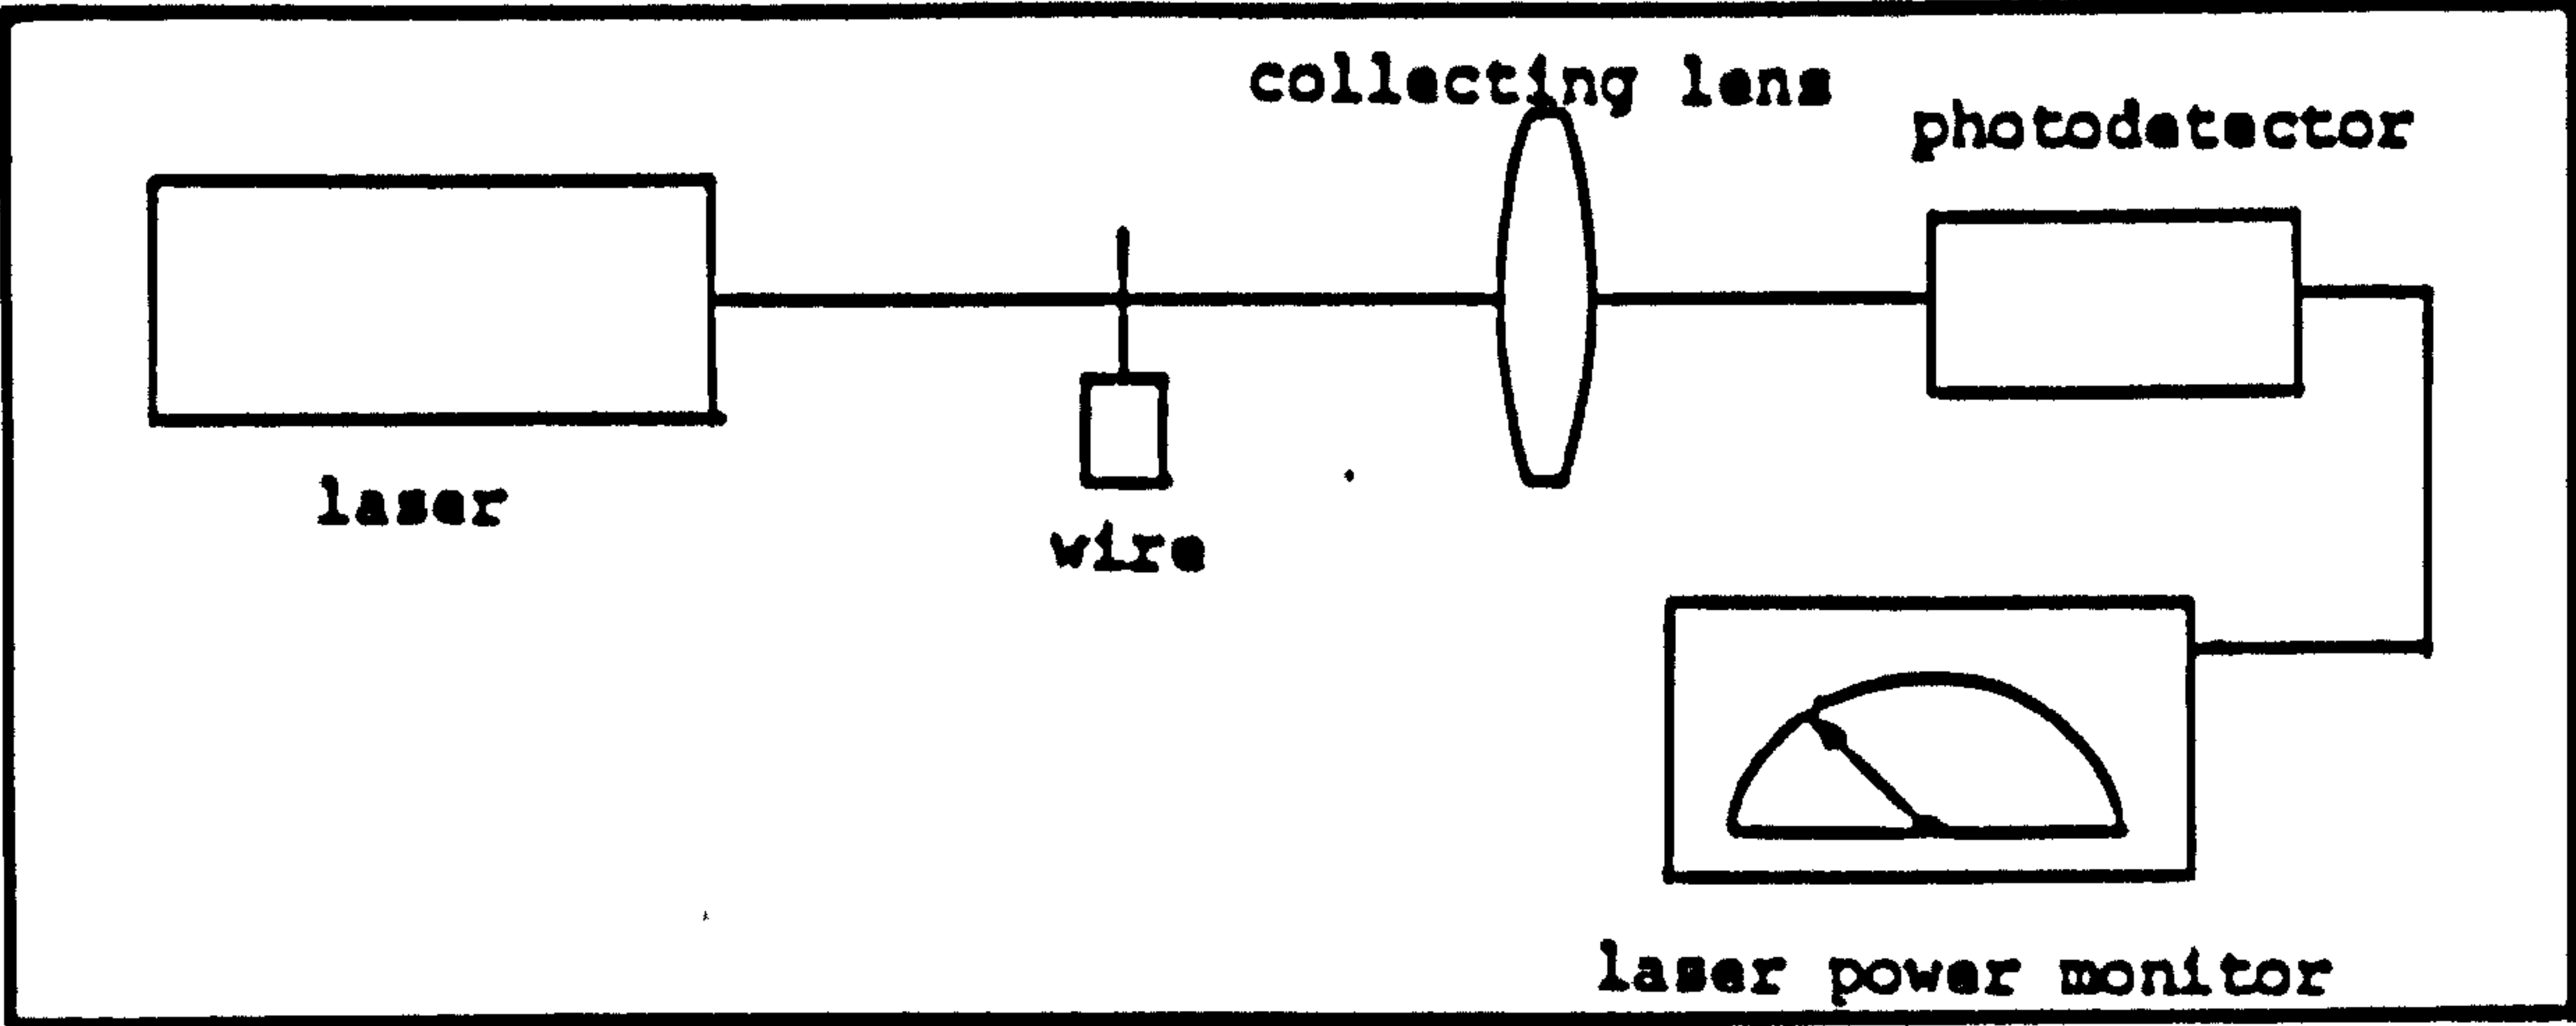 collecting lens
photodetector
laser
wire
laser power monitor